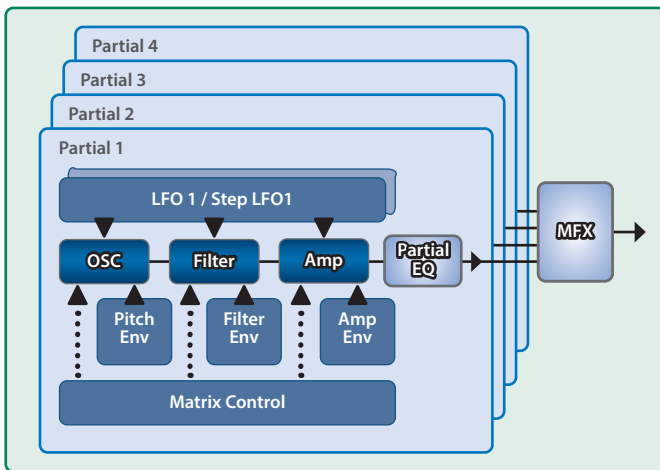 Partial 4
Partial 3
Partial 2
Partial 1
LFO 1 / Step LFO1
OSC
Filter
Amp
Partial
EQ
MFX
Pitch
Env
Filter
Env
Amp
Env
Matrix Control